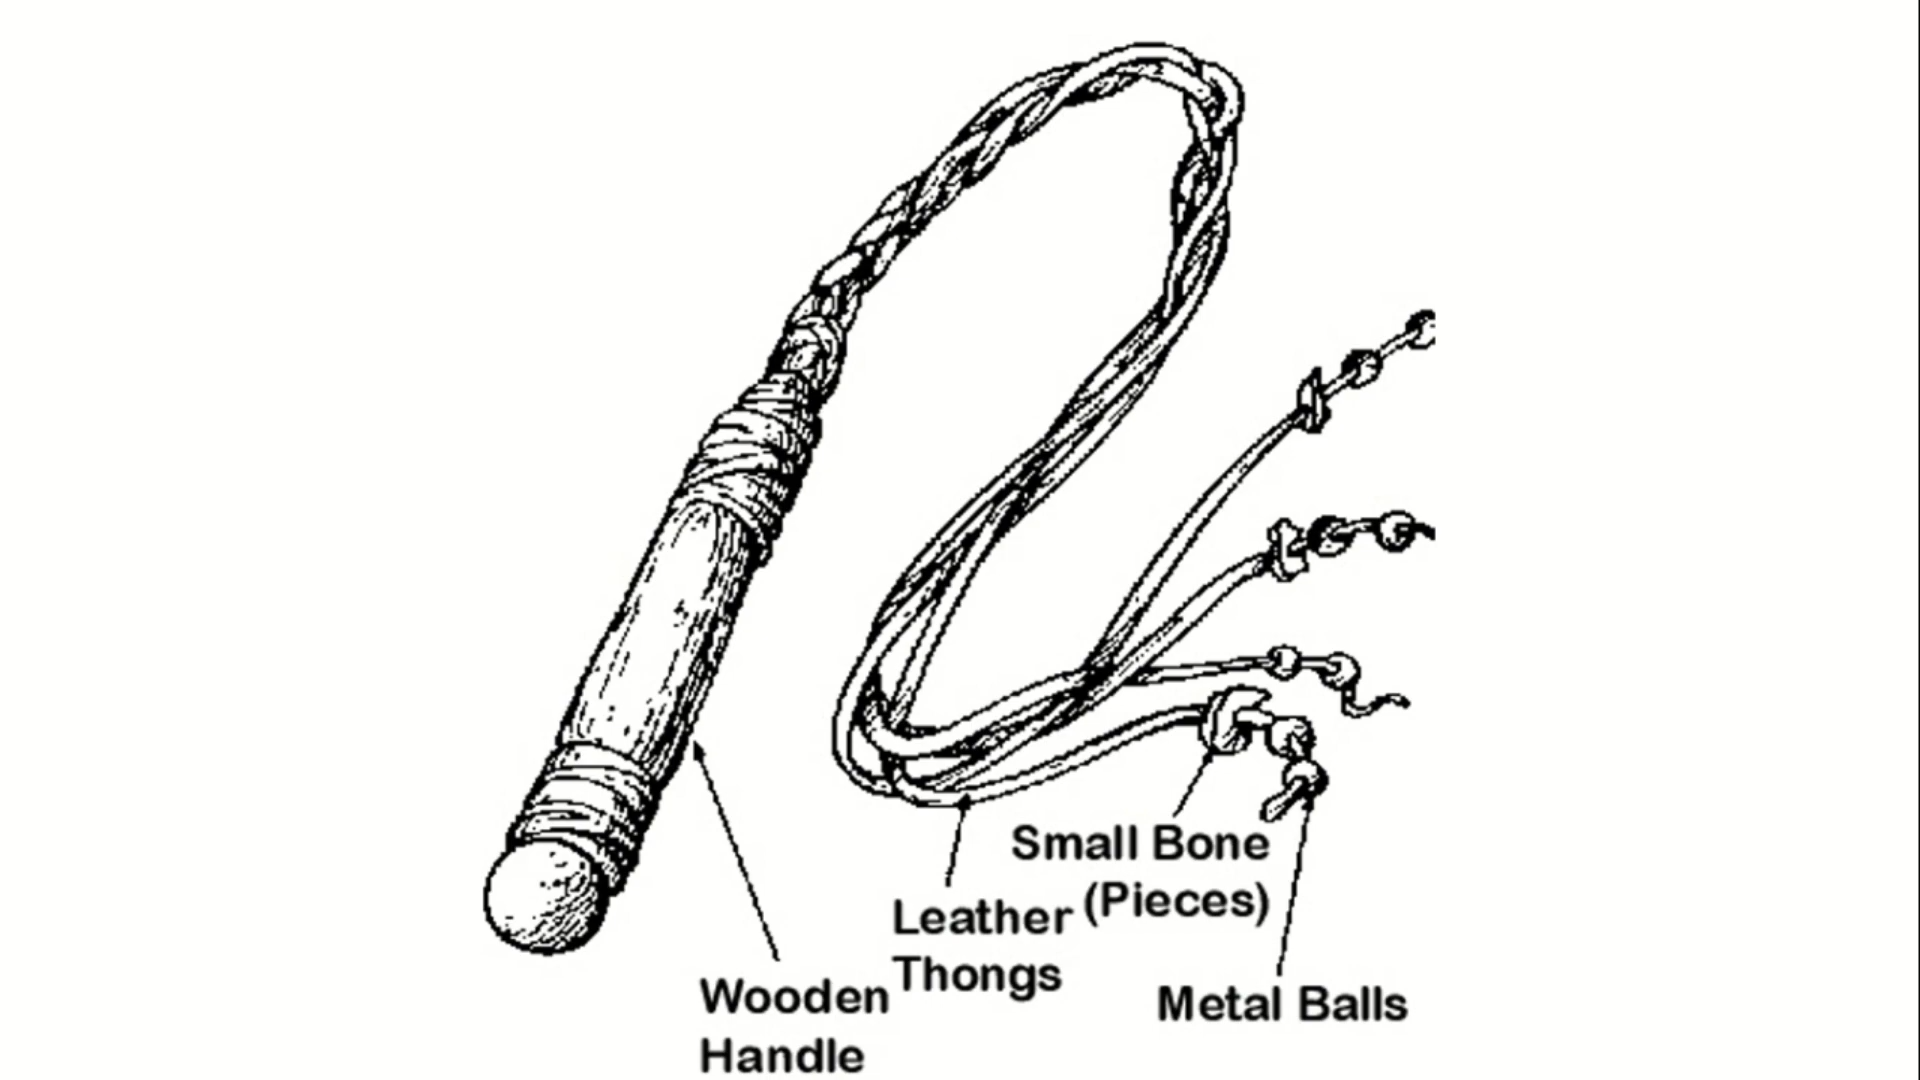 Small Bone
(Pieces)
Leather
Thongs
Wooden
Handle
Metal Balls